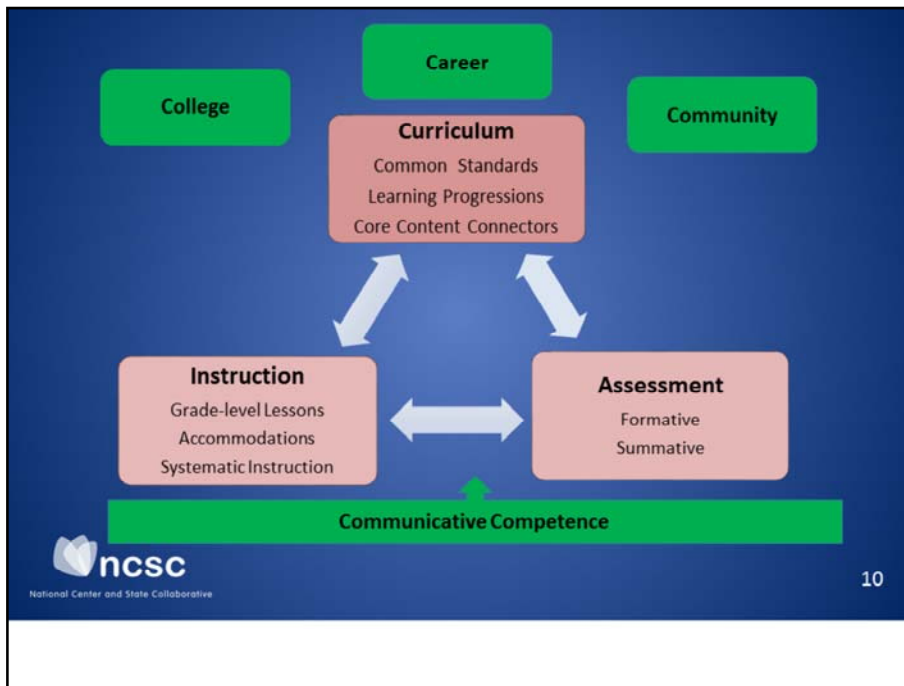 Career
College
Community
Curriculum
Common Standards
Learning Progressions
Core Content Connectors
Instruction
Grade-level Lessons
Accommodations
Systematic Instruction
Assessment
Formative
Summative
Communicative Competence
ncsc
National Center and State Collaborative
10